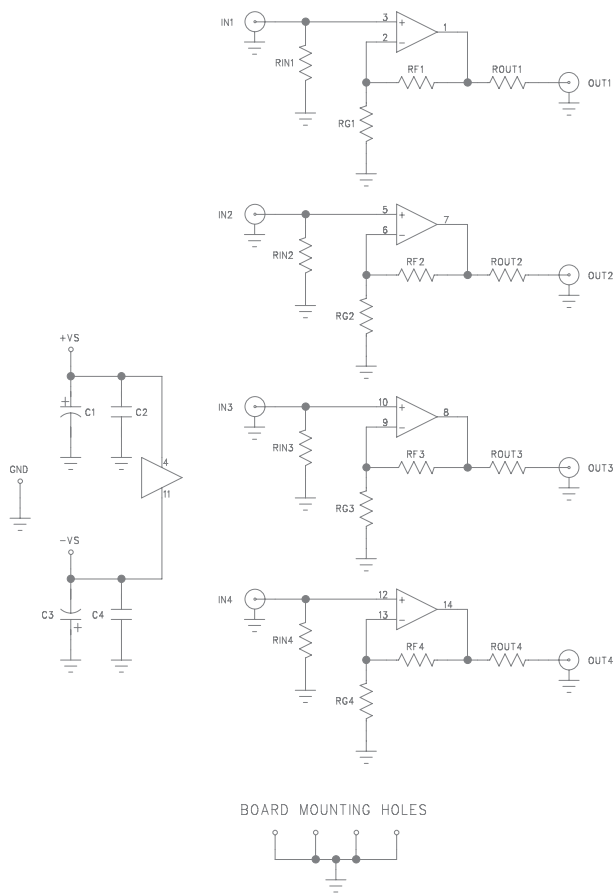 IN1
3
1
2
RIN1
RF1
ROUT1
OUT1
RG1
IN2
5
7
6
RIN2
RF2
ROUT2
OUT2
RG2
+VS
+
C1
C2
4
11
GND
-VS
C3
+
C4
IN3
10
8
9
RIN3
RF3
ROUT3
OUT3
RG3
IN4
12
14
13
RIN4
RF4
ROUT4
OUT4
RG4
BOARD MOUNTING HOLES